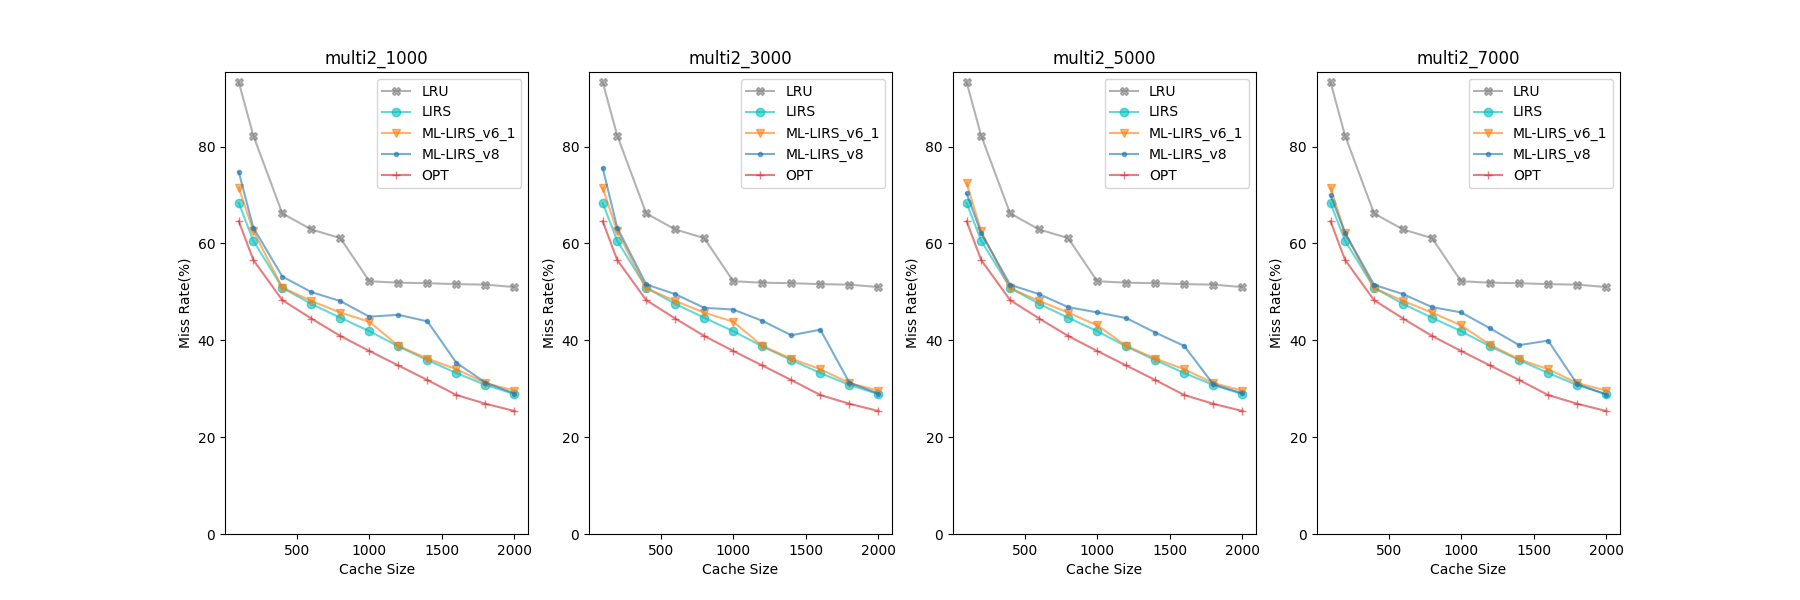 multi2_1000
Miss Rate(%)
80
60
40
20
0
500 1000 1500 2000
Cache Size
LRU
LIRS
ML-LIRS_v6_1
ML-LIRS_v8
OPT
multi2_3000
Miss Rate(%)
80
60
40
20
0
500 1000 1500 2000
Cache Size
LRU
LIRS
ML-LIRS_v6_1
ML-LIRS_v8
OPT
multi2_5000
Miss Rate(%)
80
60
40
20
0
500 1000 1500 2000
Cache Size
LRU
LIRS
ML-LIRS_v6_1
ML-LIRS_v8
OPT
multi2_7000
Miss Rate(%)
80
60
40
20
0
500 1000 1500 2000
Cache Size
LRU
LIRS
ML-LIRS_v6_1
ML-LIRS_v8
OPT